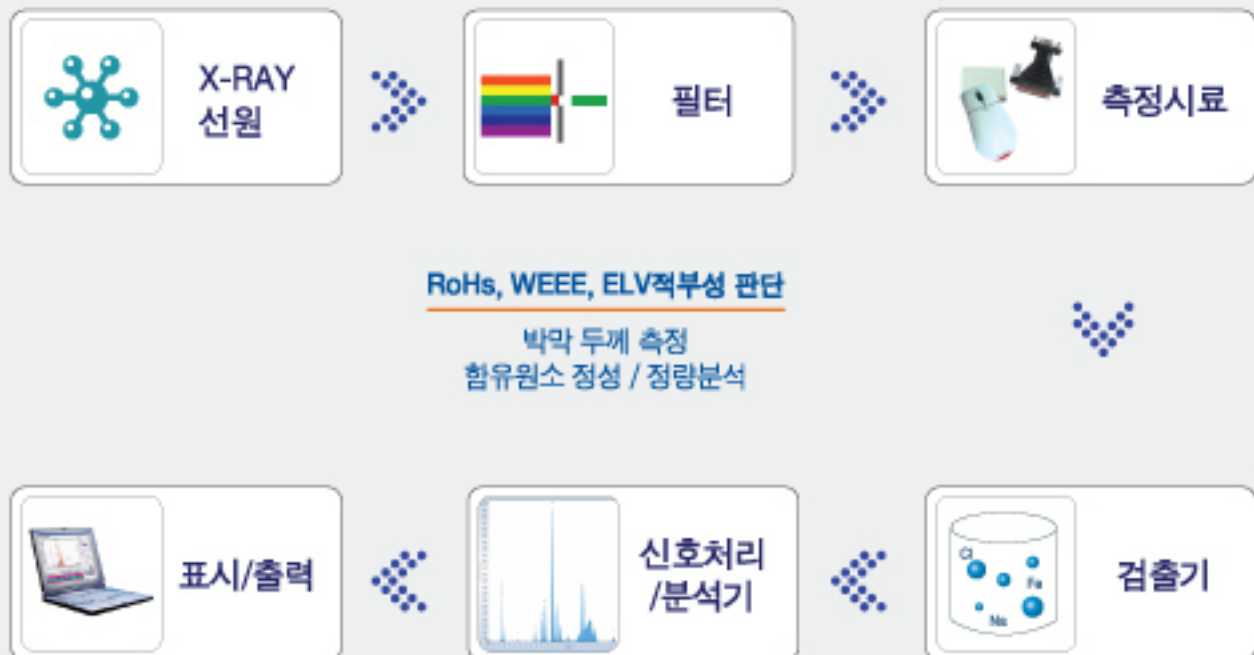 X-RAY
선원
필터
측정시료
RoHs, WEEE, ELV적부성 판단
박막 두께 측정
함유원소 정성 / 정량분석
표시/출력
신호처리
/분석기
Cl
Fe
Na
검출기